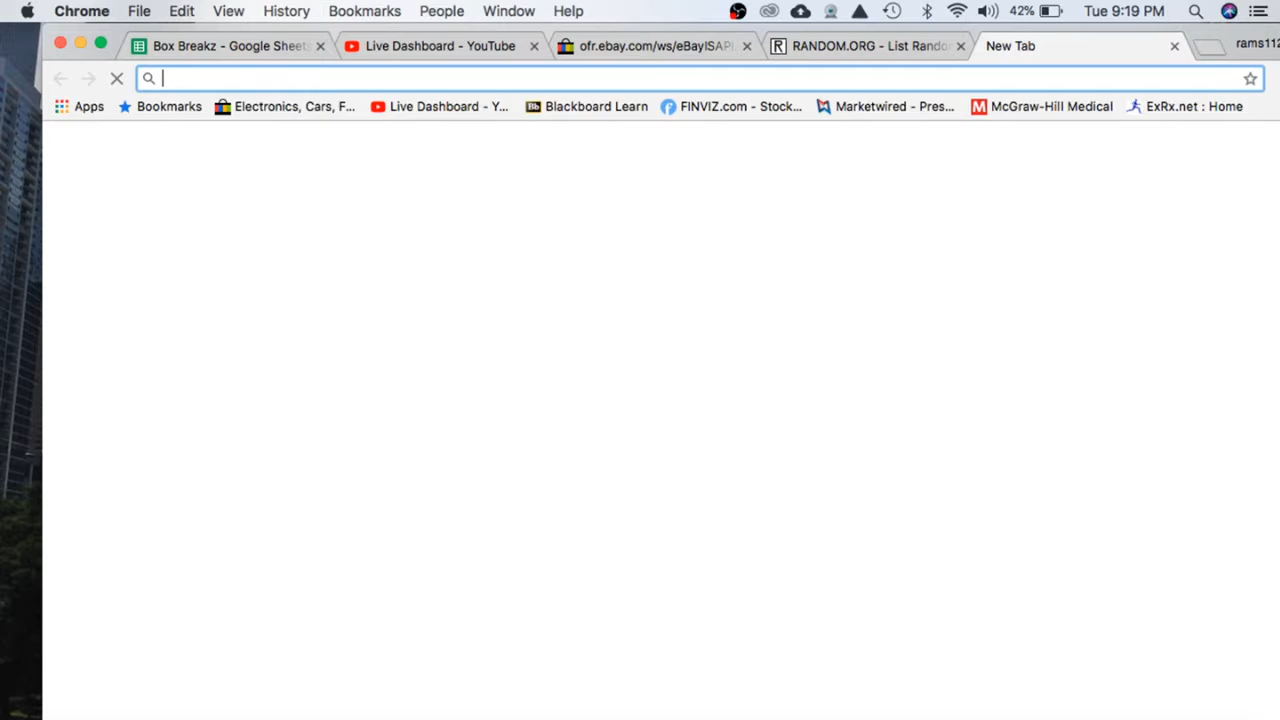 Chrome File Edit View History Bookmarks People Window Help 42% Tue 9:19 PM
Box Breakz - Google Sheet Live Dashboard - YouTube ofr.ebay.com/ws/eBayISAPI. RANDOM.ORG - List Rando New Tab rams112
Apps Bookmarks Electronics, Cars, F... Live Dashboard - Y... Bb Blackboard Learn FINVIZ.com - Stock... Marketwired - Pres... M McGraw-Hill Medical ExRx.net : Home